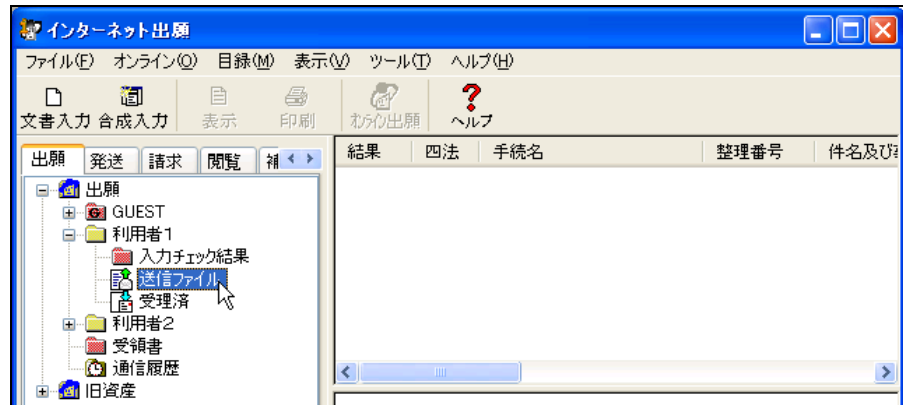 インターネット出願
ファイル(F) オンライン(O) 目録(M) 表示(V) ツール(T) ヘルプ(H)
文書入力 合成入力 表示 印刷 オンライン出願 ヘルプ
出願 発送 請求 閲覧 補
結果 四法 手続名 整理番号 件名及び
出願
GUEST
利用者1
入力チェック結果
送信ファイル
受理済
利用者2
受領書
通信履歴
旧資産